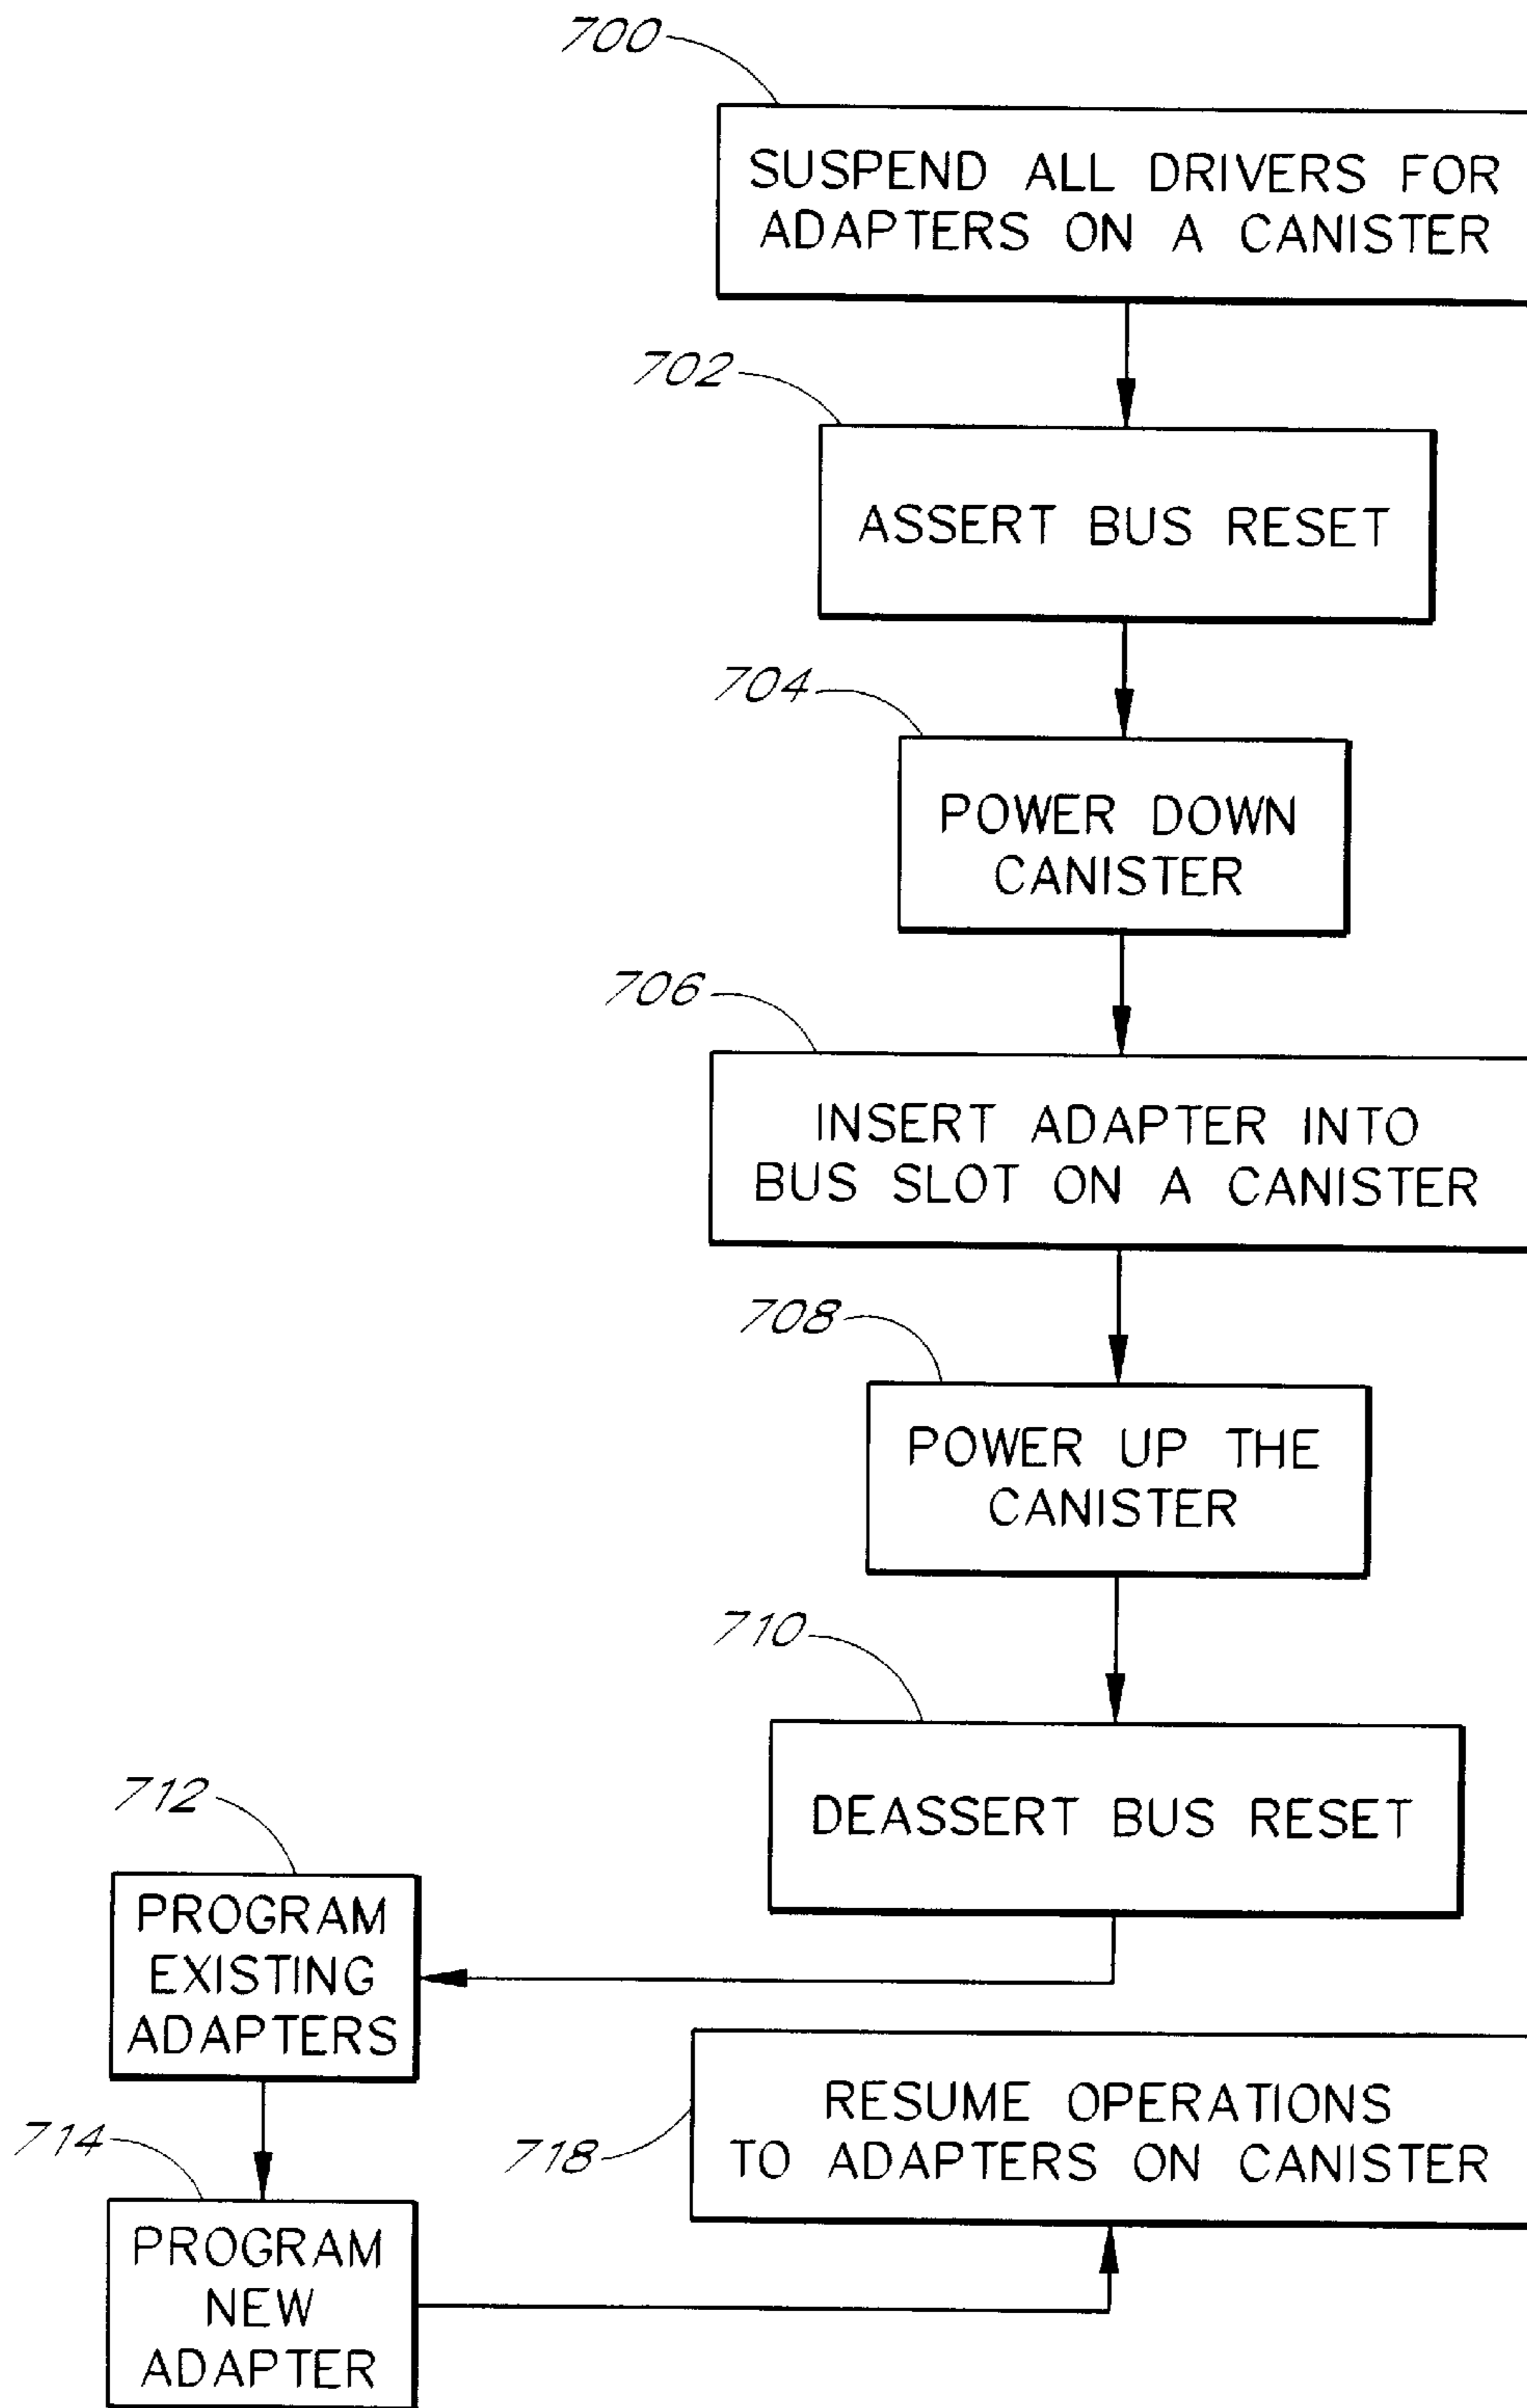 700
SUSPEND ALL DRIVERS FOR
ADAPTERS ON A CANISTER
702
ASSERT BUS RESET
704
POWER DOWN
CANISTER
706
INSERT ADAPTER INTO
BUS SLOT ON A CANISTER
708
POWER UP THE
CANISTER
710
DEASSERT BUS RESET
712
PROGRAM
EXISTING
ADAPTERS
714
PROGRAM
NEW
ADAPTER
718
RESUME OPERATIONS
TO ADAPTERS ON CANISTER